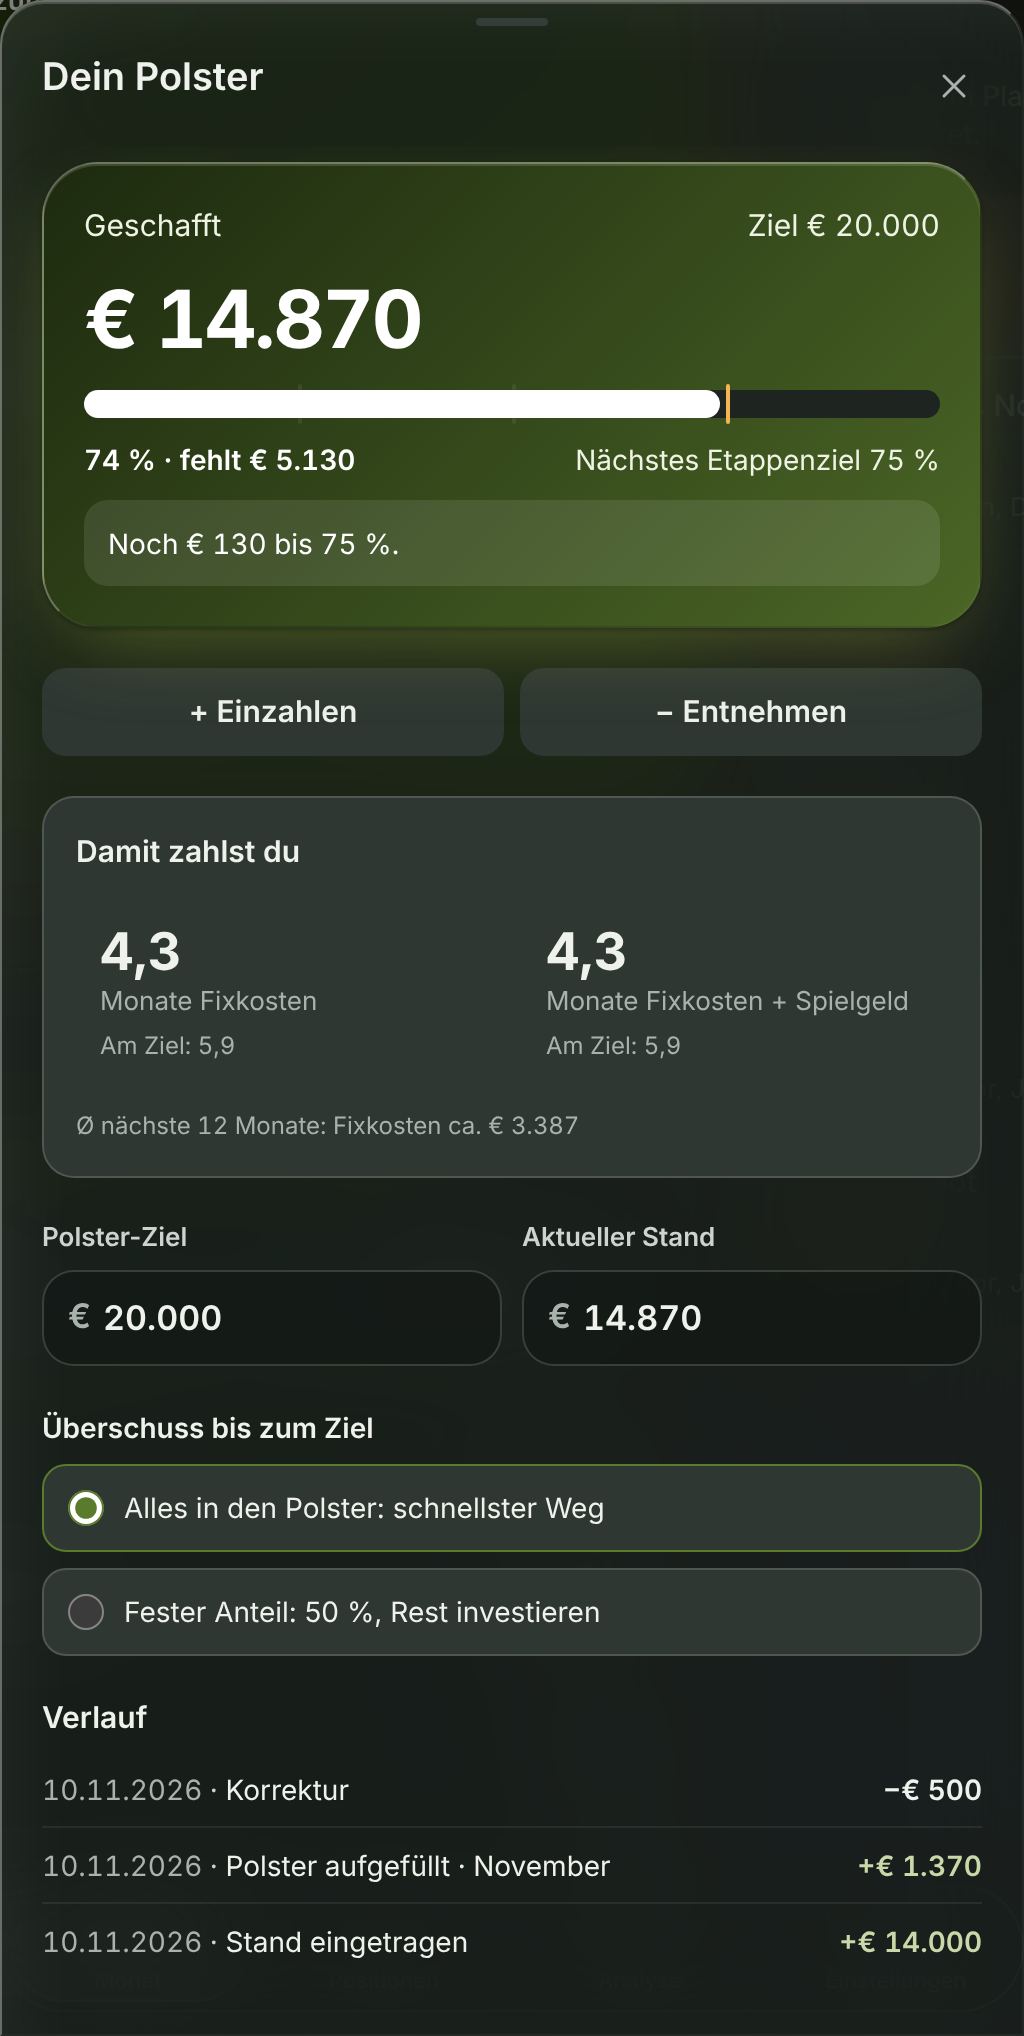 Dein Polster
Geschafft
Ziel € 20.000
€ 14.870
74 % · fehlt € 5.130
Nächstes Etappenziel 75 %
Noch € 130 bis 75 %.
+ Einzahlen
− Entnehmen
Damit zahlst du
4,3
Monate Fixkosten
Am Ziel: 5,9
4,3
Monate Fixkosten + Spielgeld
Am Ziel: 5,9
Ø nächste 12 Monate: Fixkosten ca. € 3.387
Polster-Ziel
Aktueller Stand
€ 20.000
€ 14.870
Überschuss bis zum Ziel
Alles in den Polster: schnellster Weg
Fester Anteil: 50 %, Rest investieren
Verlauf
10.11.2026 · Korrektur
−€ 500
10.11.2026 · Polster aufgefüllt · November
+€ 1.370
10.11.2026 · Stand eingetragen
+€ 14.000
Monat
Positionen
Analyse
Einstellungen